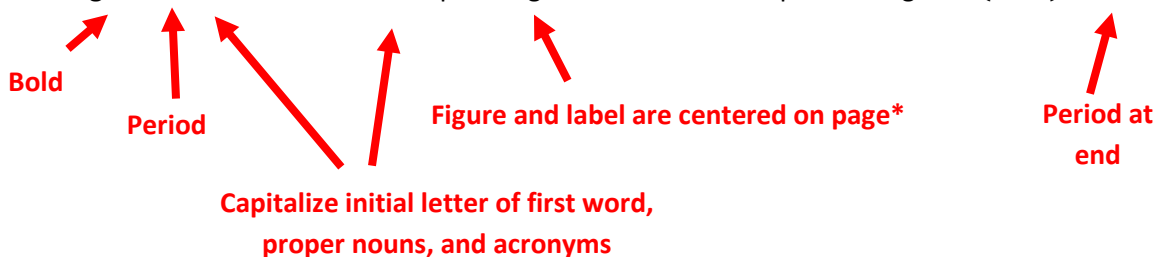 Bold
Period
Figure and label are centered on page*
Period at
end
Capitalize initial letter of first word,
proper nouns, and acronyms